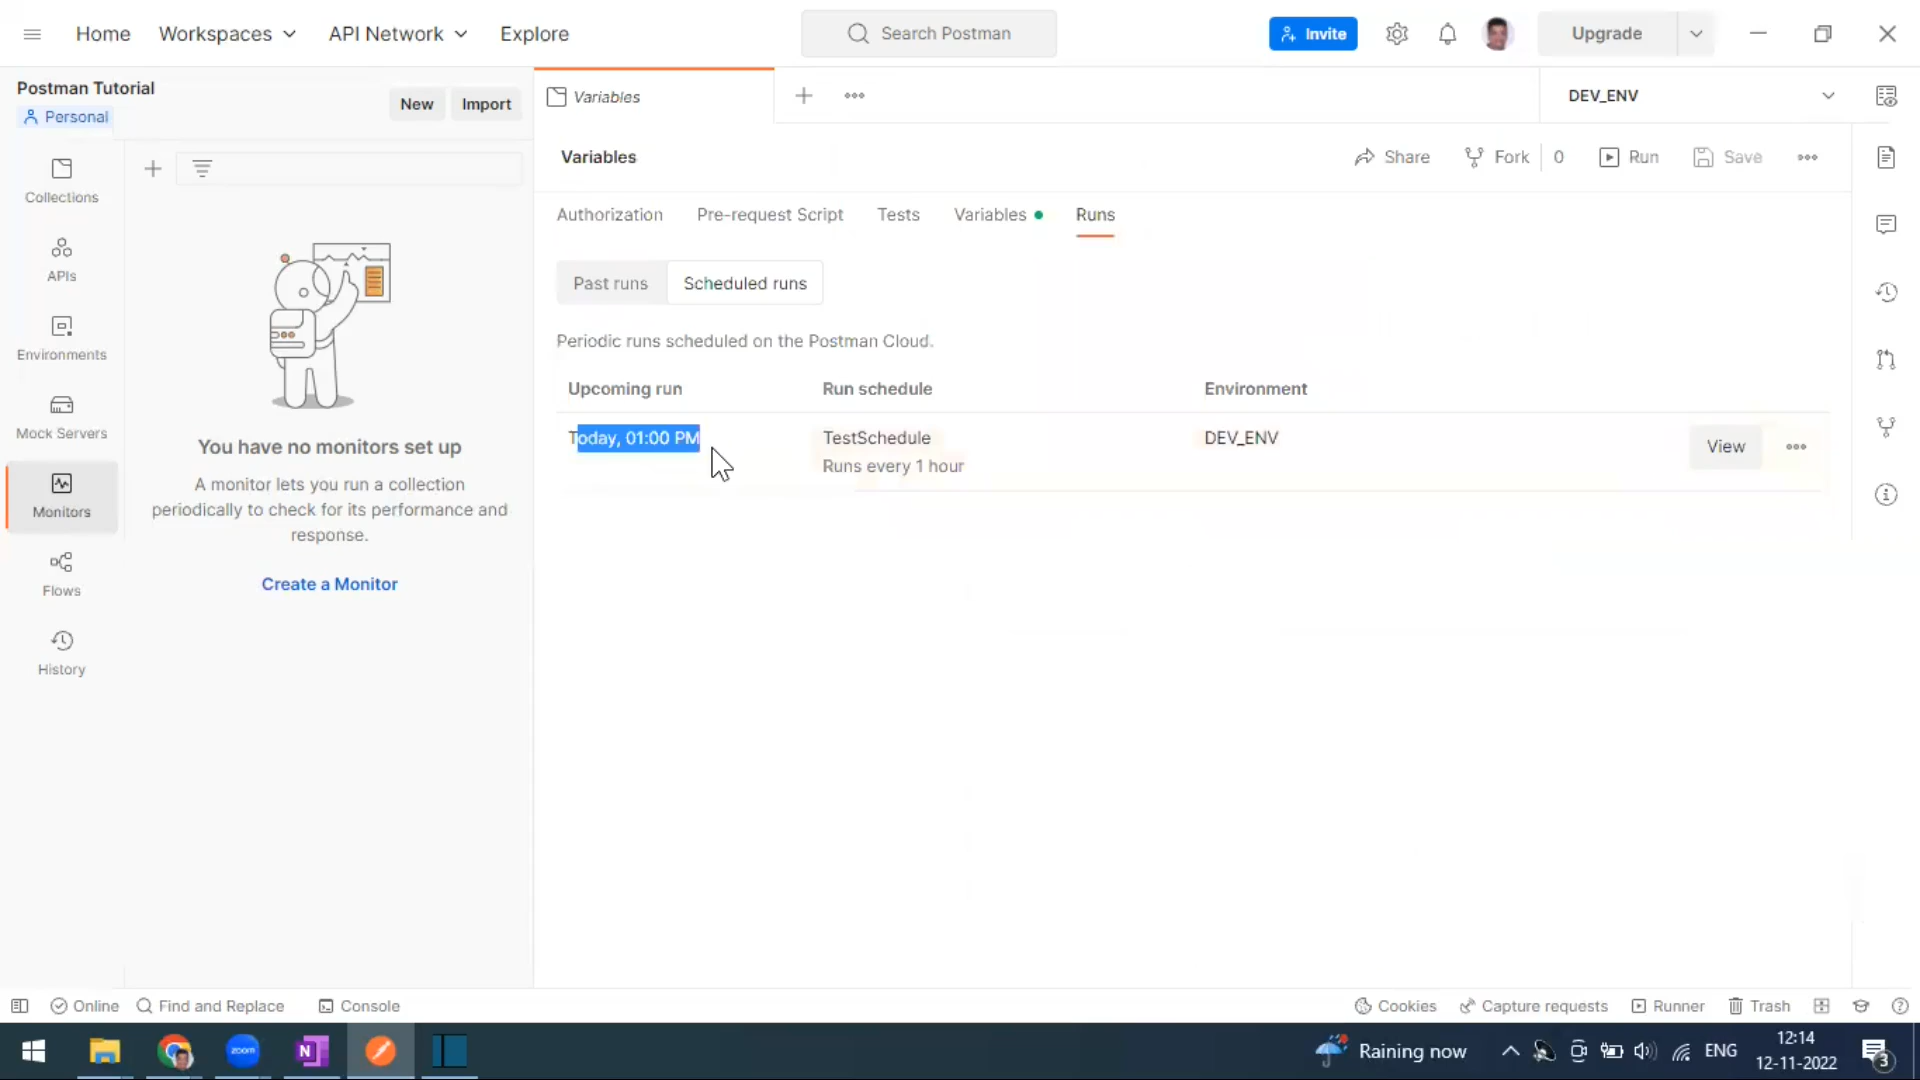 Home
Workspaces
API Network
Explore
Search Postman
Invite
Upgrade
Postman Tutorial
Personal
New
Import
Variables
DEV_ENV
Variables
Share
Fork
0
Run
Save
Collections
APIs
Environments
Mock Servers
Monitors
Flows
History
You have no monitors set up
A monitor lets you run a collection
periodically to check for its performance and
response.
Create a Monitor
Authorization
Pre-request Script
Tests
Variables
Runs
Past runs
Scheduled runs
Periodic runs scheduled on the Postman Cloud.
Upcoming run
Run schedule
Environment
Today, 01:00 PM
TestSchedule
Runs every 1 hour
DEV_ENV
View
Online
Find and Replace
Console
Cookies
Capture requests
Runner
Trash
zoom
N
Raining now
ENG
12:14
12-11-2022
3